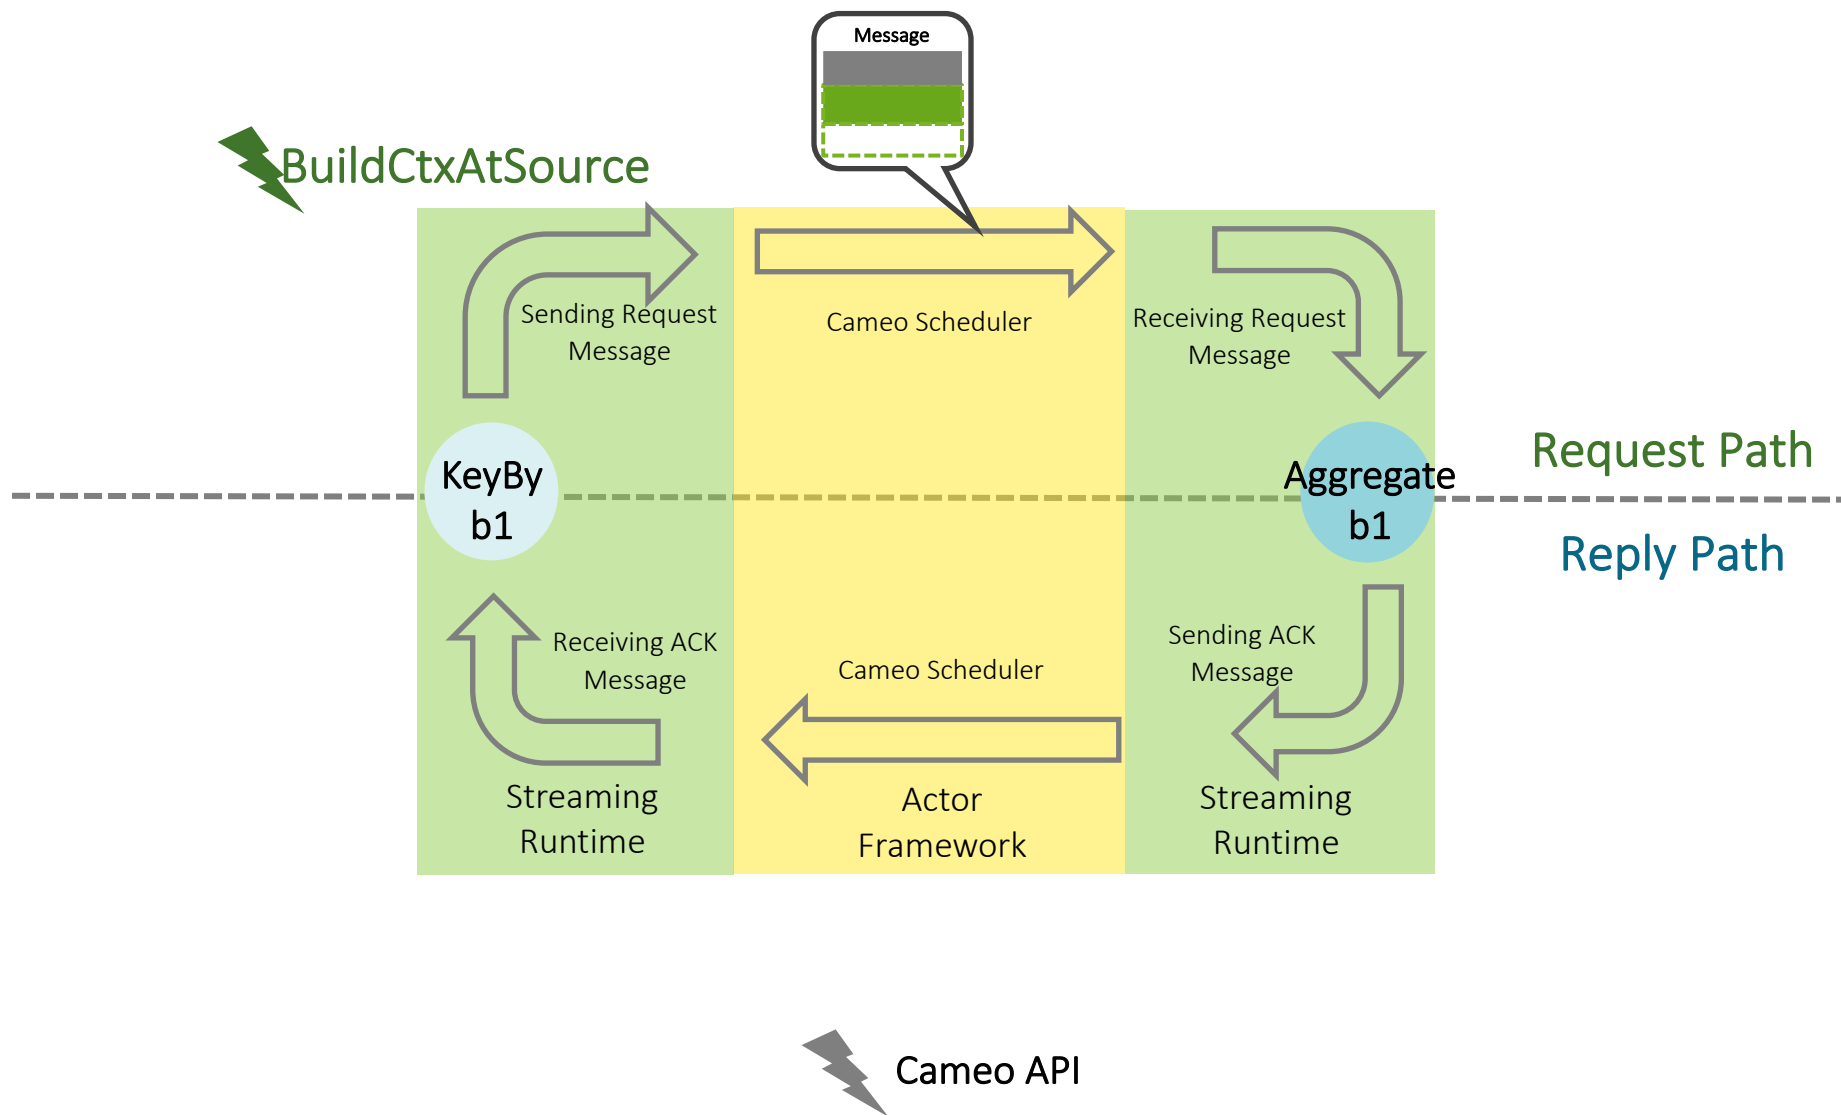 Message
BuildCtxAtSource
Sending Request
Message
Cameo Scheduler
Receiving Request
Message
KeyBy
b1
Aggregate
b1
Request Path
Reply Path
Receiving ACK
Message
Cameo Scheduler
Sending ACK
Message
Streaming
Runtime
Actor
Framework
Streaming
Runtime
Cameo API